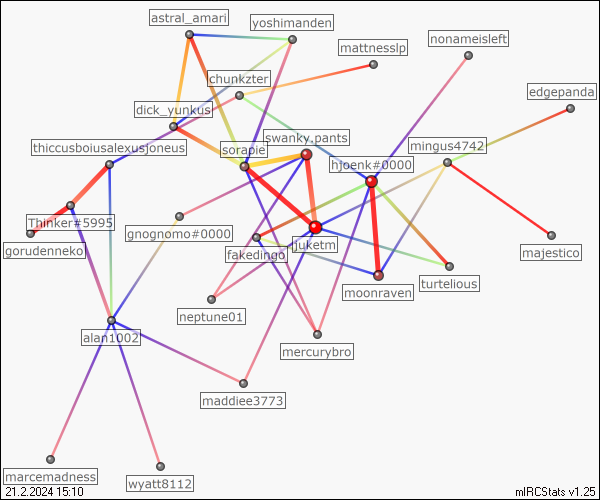 astral_amari
yoshimanden
nonameisleft
mattnesslp
chunkzter
edgepanda
dick_yunkus
swanky.pants
mingus4742
thiccusboiusalexusjoneus
sorapie
hjoenk#0000
Thinker#5995
gnognomo#0000
gorudenneko
fakedingo
juketm
majestico
turtelious
moonraven
neptune01
alan1002
mercurybro
maddiee3773
marcemadness
wyatt8112
21.2.2024 15:10
mIRCStats v1.25